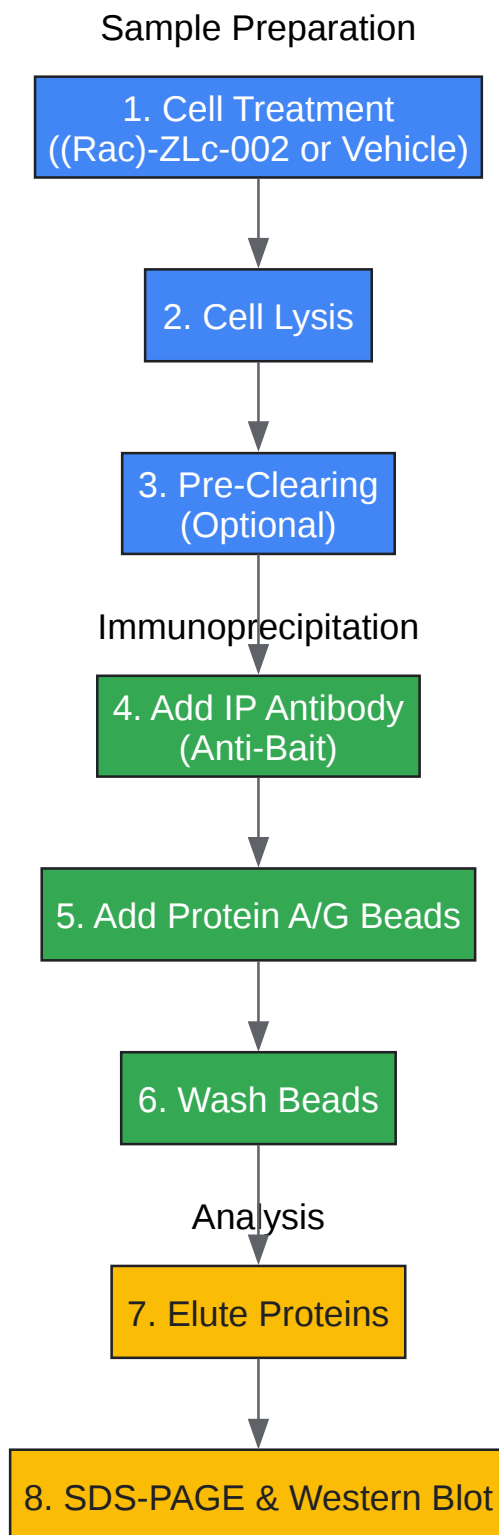 Sample Preparation
1. Cell Treatment
((Rac)-ZLc-002 or Vehicle)
2. Cell Lysis
3. Pre-Clearing
(Optional)
Immunoprecipitation
4. Add IP Antibody
(Anti-Bait)
5. Add Protein A/G Beads
6. Wash Beads
Analysis
7. Elute Proteins
8. SDS-PAGE & Western Blot